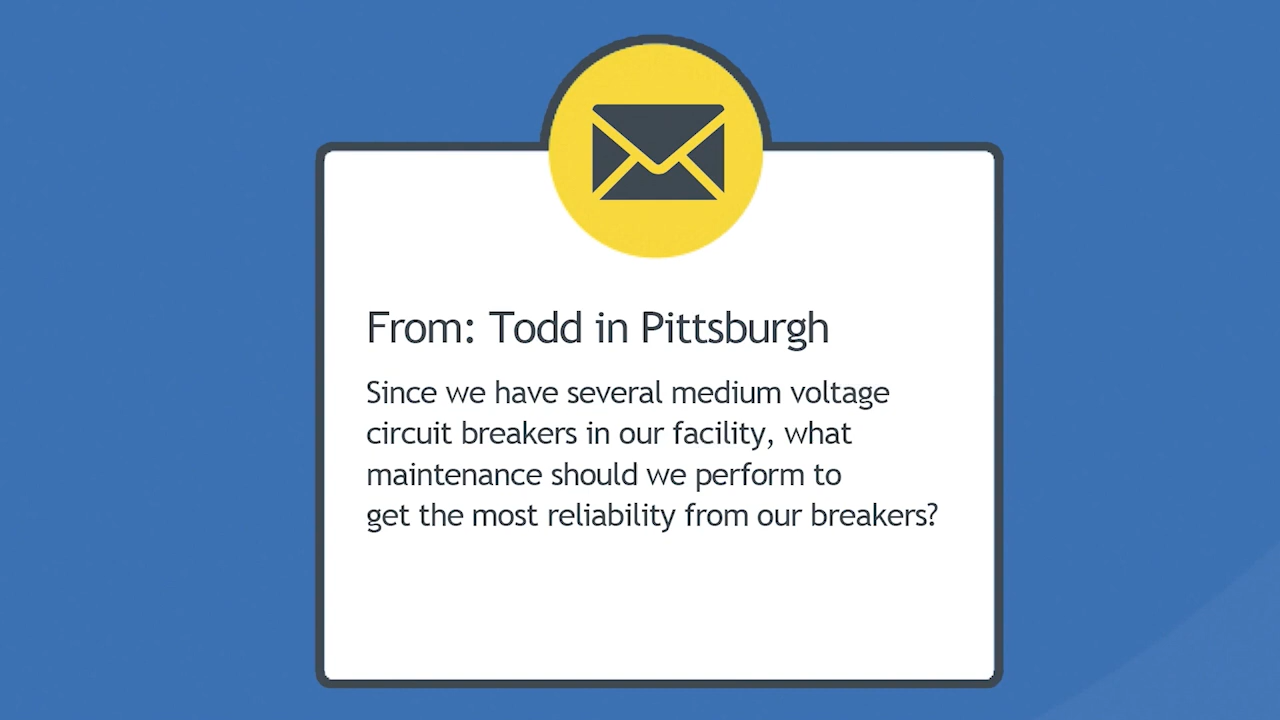 From: Todd in Pittsburgh
Since we have several medium voltage
circuit breakers in our facility, what
maintenance should we perform to
get the most reliability from our breakers?